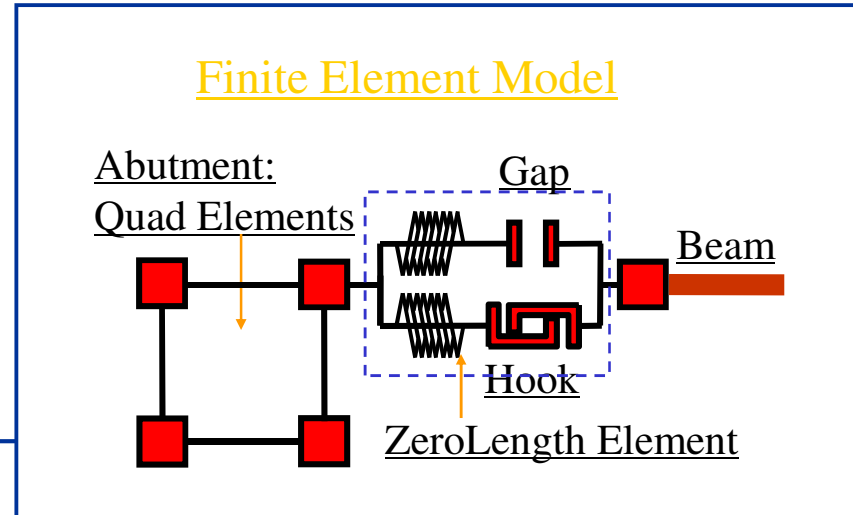 Finite Element Model
Abutment:
Quad Elements
Gap
Beam
Hook
ZeroLength Element